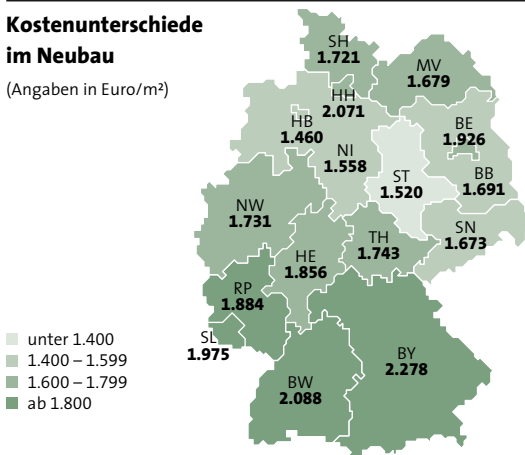 Kostenunterschiede
im Neubau
(Angaben in Euro/m²)
SH
1.721
MV
1.679
HH
2.071
HB
1.460
BE
1.926
NI
1.558
ST
1.520
BB
1.691
NW
1.731
SN
1.673
TH
1.743
HE
1.856
RP
1.884
SL
1.975
BY
2.278
BW
2.088
unter 1.400
1.400 – 1.599
1.600 – 1.799
ab 1.800